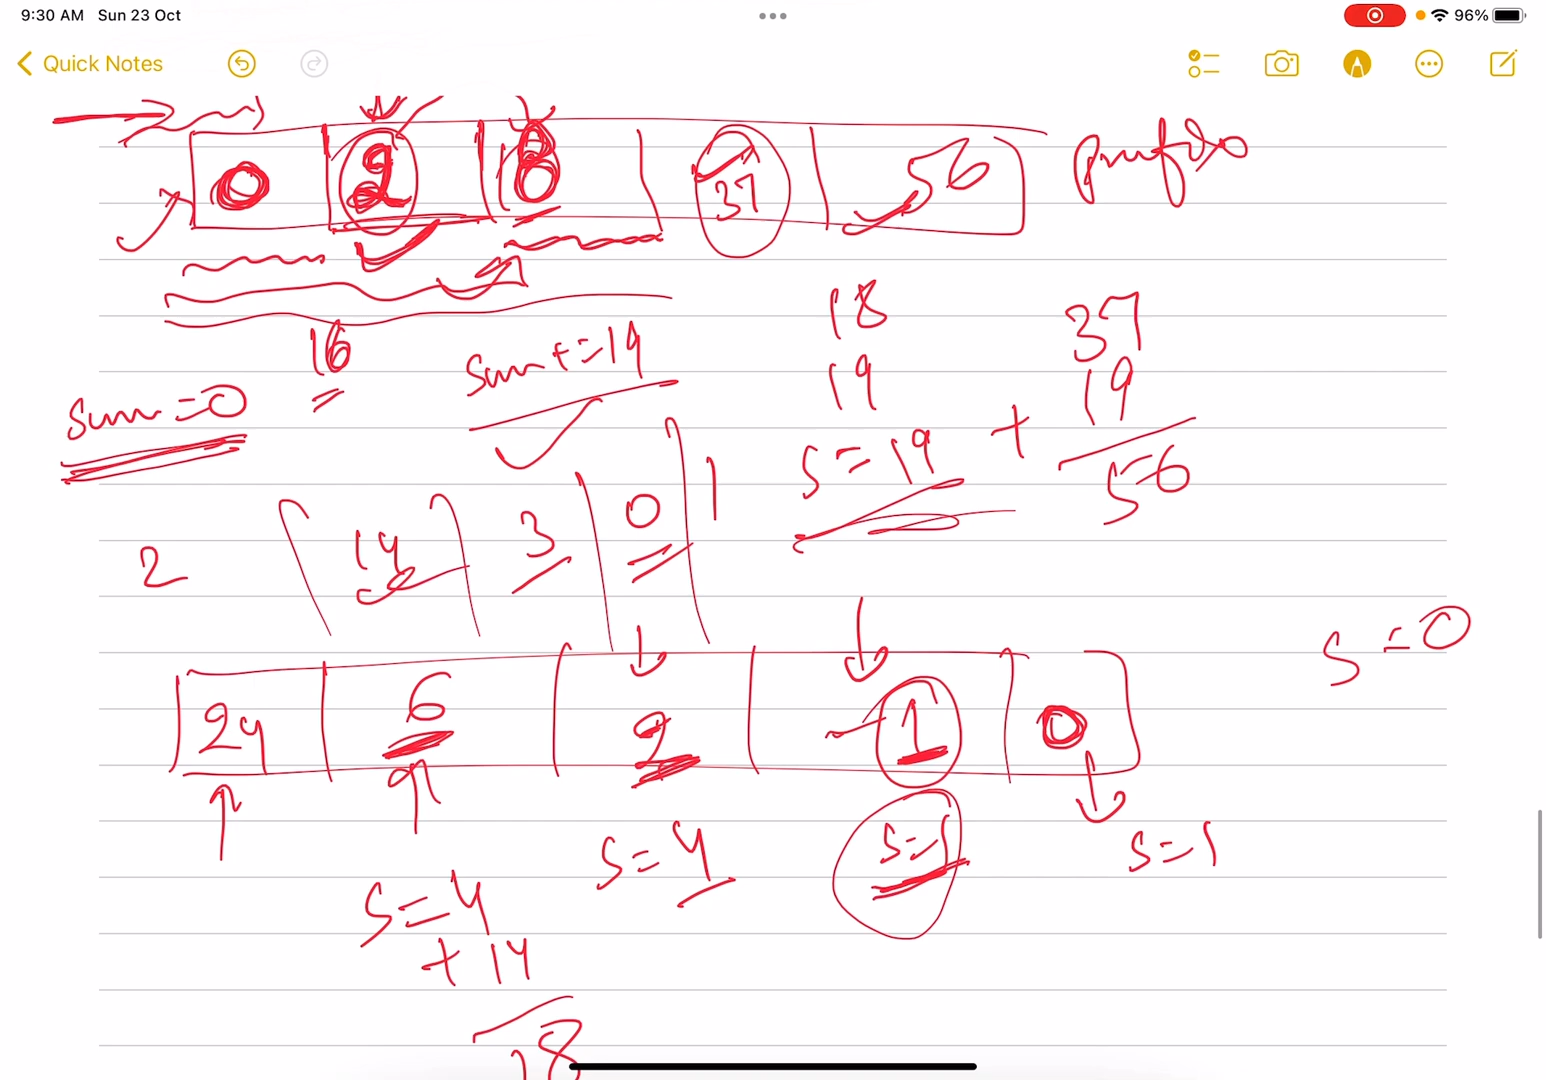 9:30 AM Sun 23 Oct 96%
Quick Notes
0 2 18 37 56 prefix
16 18 37
sum += 19 19 19
sum = 0 s = 19 + 56
2 14 3 0 1
s = 0
24 6 2 1 0
s = 4 s = 1 s = 1
s = 4
+ 14
18